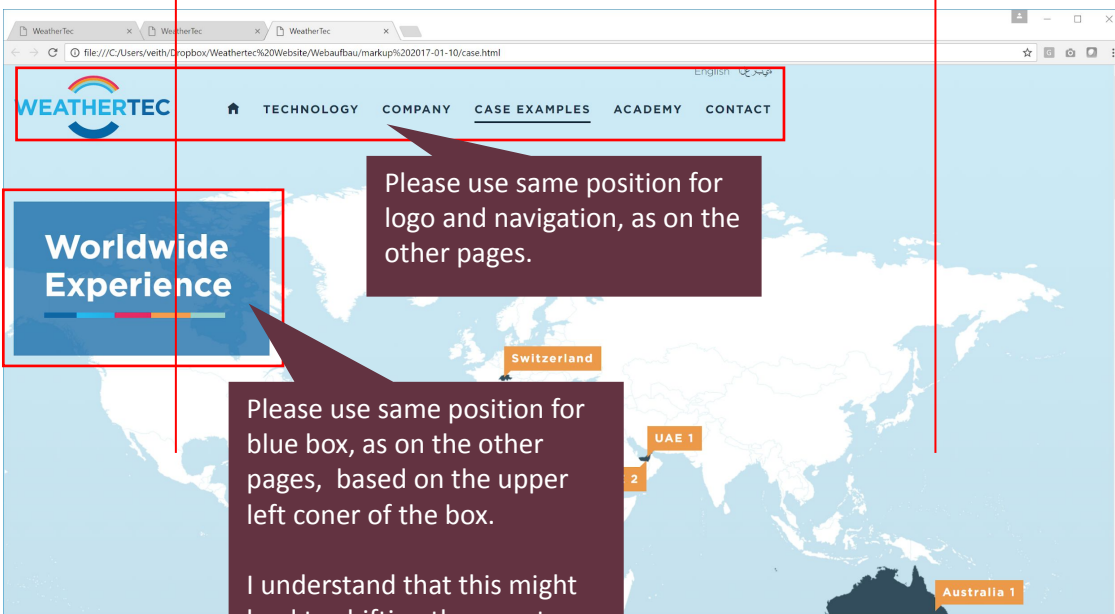 WeatherTec
WeatherTec
WeatherTec
WeatherTec
file:///C:/Users/veith/Dropbox/Weathertec%20Website/Webaufbau/markup%202017-01-10/case.html
English
WEATHERTEC
TECHNOLOGY COMPANY CASE EXAMPLES ACADEMY CONTACT
Please use same position for
logo and navigation, as on the
other pages.
Worldwide
Experience
Switzerland
Please use same position for
blue box, as on the other
pages, based on the upper
left coner of the box.
UAE 1
2
I understand that this might
Australia 1